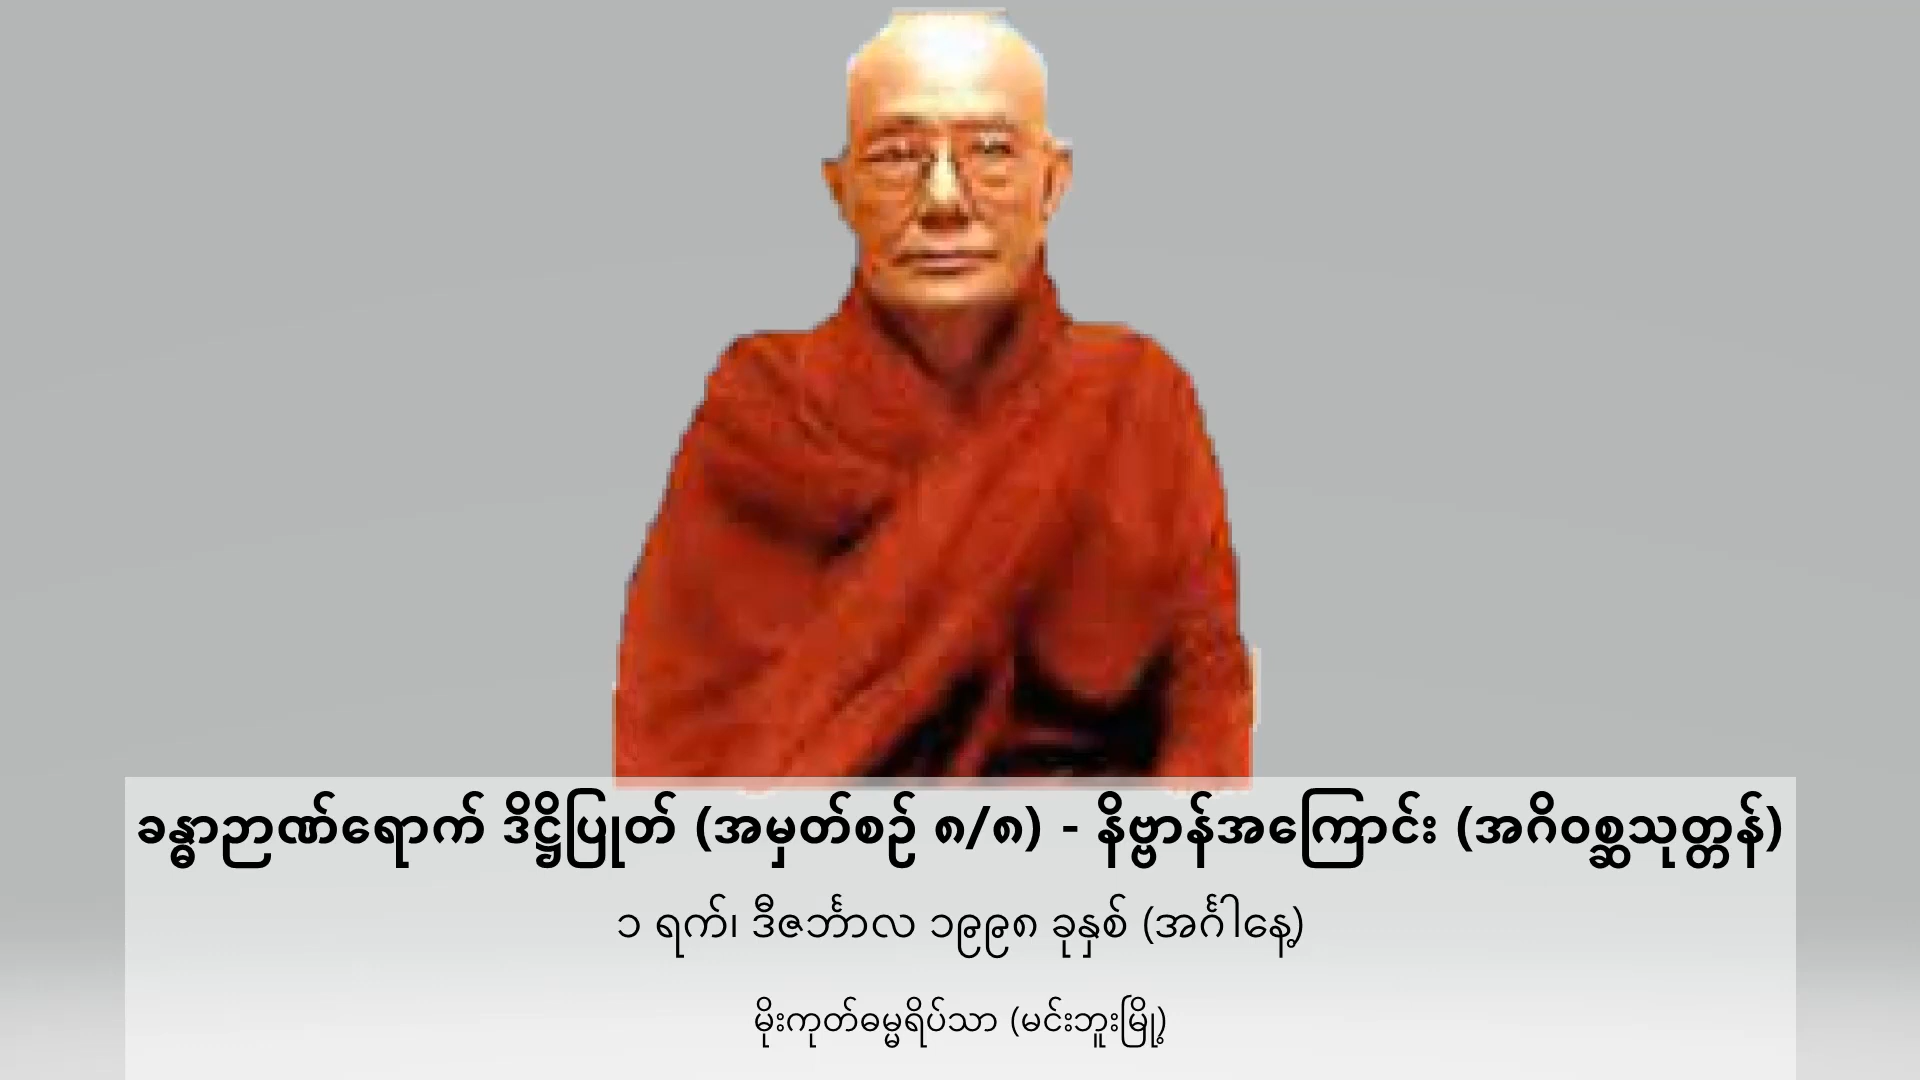 ခန္ဓာဉာဏ်ရောက် ဒိဋ္ဌိပြုတ် (အမှတ်စဉ် ၈/၈) - နိဗ္ဗာန်အကြောင်း (အဂိဝစ္ဆသုတ္တန်)
၁ ရက်၊ ဒီဇင်္ဘာလ ၁၉၉၈ ခုနှစ် (အင်္ဂါနေ့)
မိုးကုတ်ဓမ္မရိပ်သာ (မင်းဘူးမြို့)